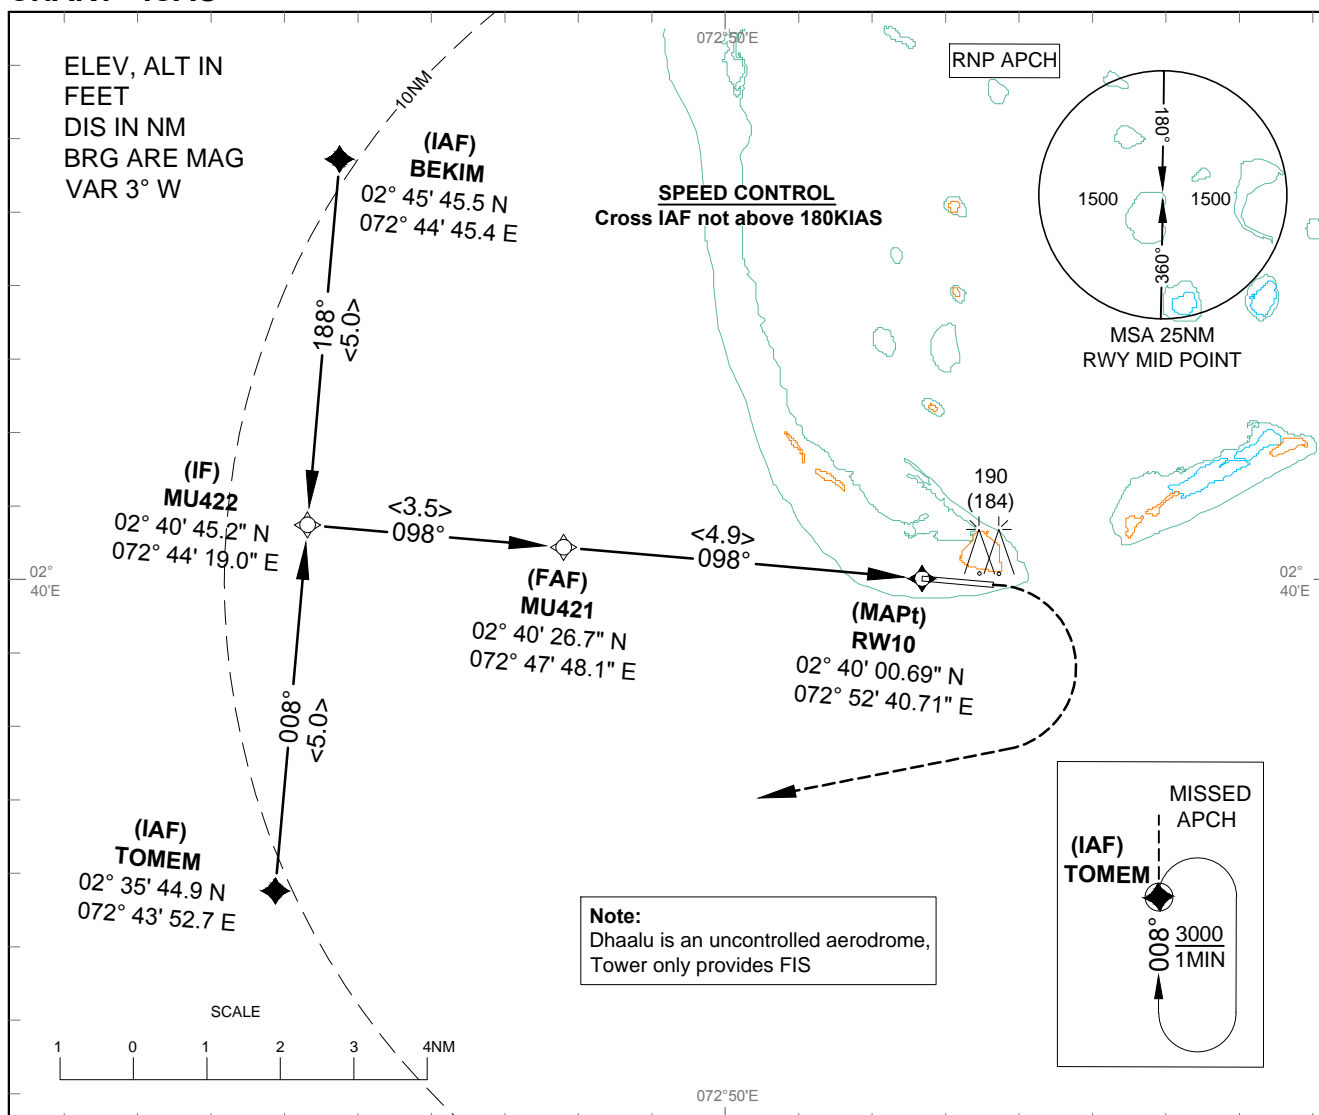 072° 50'E
ELEV, ALT IN
FEET
DIS IN NM
BRG ARE MAG
VAR 3° W
10NM
(IAF)
BEKIM
02° 45' 45.5 N
072° 44' 45.4 E
SPEED CONTROL
Cross IAF not above 180KIAS
RNP APCH
180°
1500
1500
360°
MSA 25NM
RWY MID POINT
188°
<5.0>
(IF)
MU422
02° 40' 45.2" N
072° 44' 19.0" E
<3.5>
098°
<4.9>
098°
190
(184)
02°
40'E
02°
40'E
(FAF)
MU421
02° 40' 26.7" N
072° 47' 48.1" E
(MAPt)
RW10
02° 40' 00.69" N
072° 52' 40.71" E
008°
<5.0>
(IAF)
TOMEM
02° 35' 44.9 N
072° 43' 52.7 E
Note:
Dhaalu is an uncontrolled aerodrome,
Tower only provides FIS
MISSED
APCH
(IAF)
TOMEM
008°
3000
1MIN
SCALE
1 0 1 2 3 4NM
072° 50'E